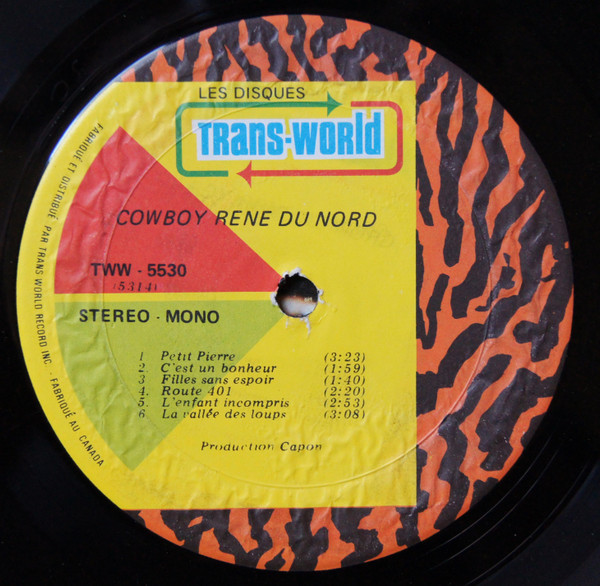 LES DISQUES
TRans-WORld
COWBOY RENE DU NORD
TWW - 5530
(5314)
STEREO - MONO
1 Petit Pierre (3:23)
2. C'est un bonheur (1:59)
3 Filles sans espoir (1:40)
4. Route 401 (2:20)
5. L'enfant incompris (2:53)
6 La vallée des loups (3:08)
Production Capon
FABRIQUÉ ET DISTRIBUÉ PAR TRANS WORLD RECORD INC. - FABRIQUÉ AU CANADA